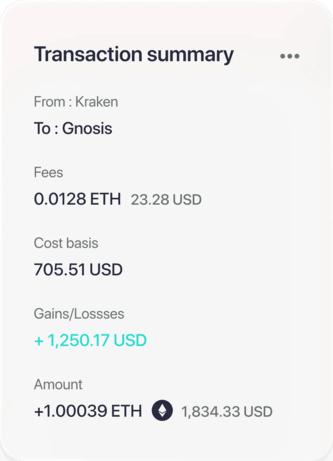 Transaction summary
From : Kraken
To : Gnosis
Fees
0.0128 ETH 23.28 USD
Cost basis
705.51 USD
Gains/Lossses
+ 1,250.17 USD
Amount
+1.00039 ETH 1,834.33 USD